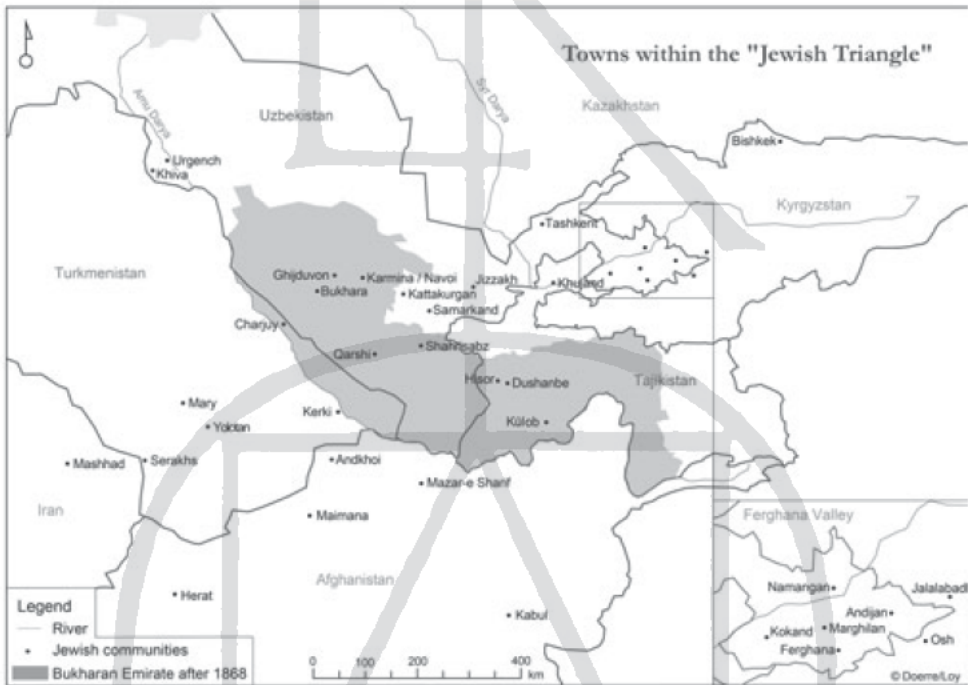 Towns within the "Jewish Triangle"
Kazakhstan
Uzbekistan
Amu Darya
Syr Darya
Bishkek
Urgench
Khiva
Kyrgyzstan
Tashkent
Turkmenistan
Ghijduvon
Karmina / Navoi
Jizzakh
Khujand
Bukhara
Kattakurgan
Samarkand
Charjuy
Shahrisabz
Qarshi
Hisor
Dushanbe
Tajikistan
Mary
Kerki
Kūlob
Yolotan
Mashhad
Serakhs
Andkhoi
Mazar-e Sharif
Iran
Maimana
Ferghana Valley
Afghanistan
Namangan
Jalalabad
Herat
Andijan
Kabul
Kokand
Marghilan
Osh
Ferghana
Legend
River
Jewish communities
Bukharan Emirate after 1868
0 100 200 400
km
© Doerre/Loy